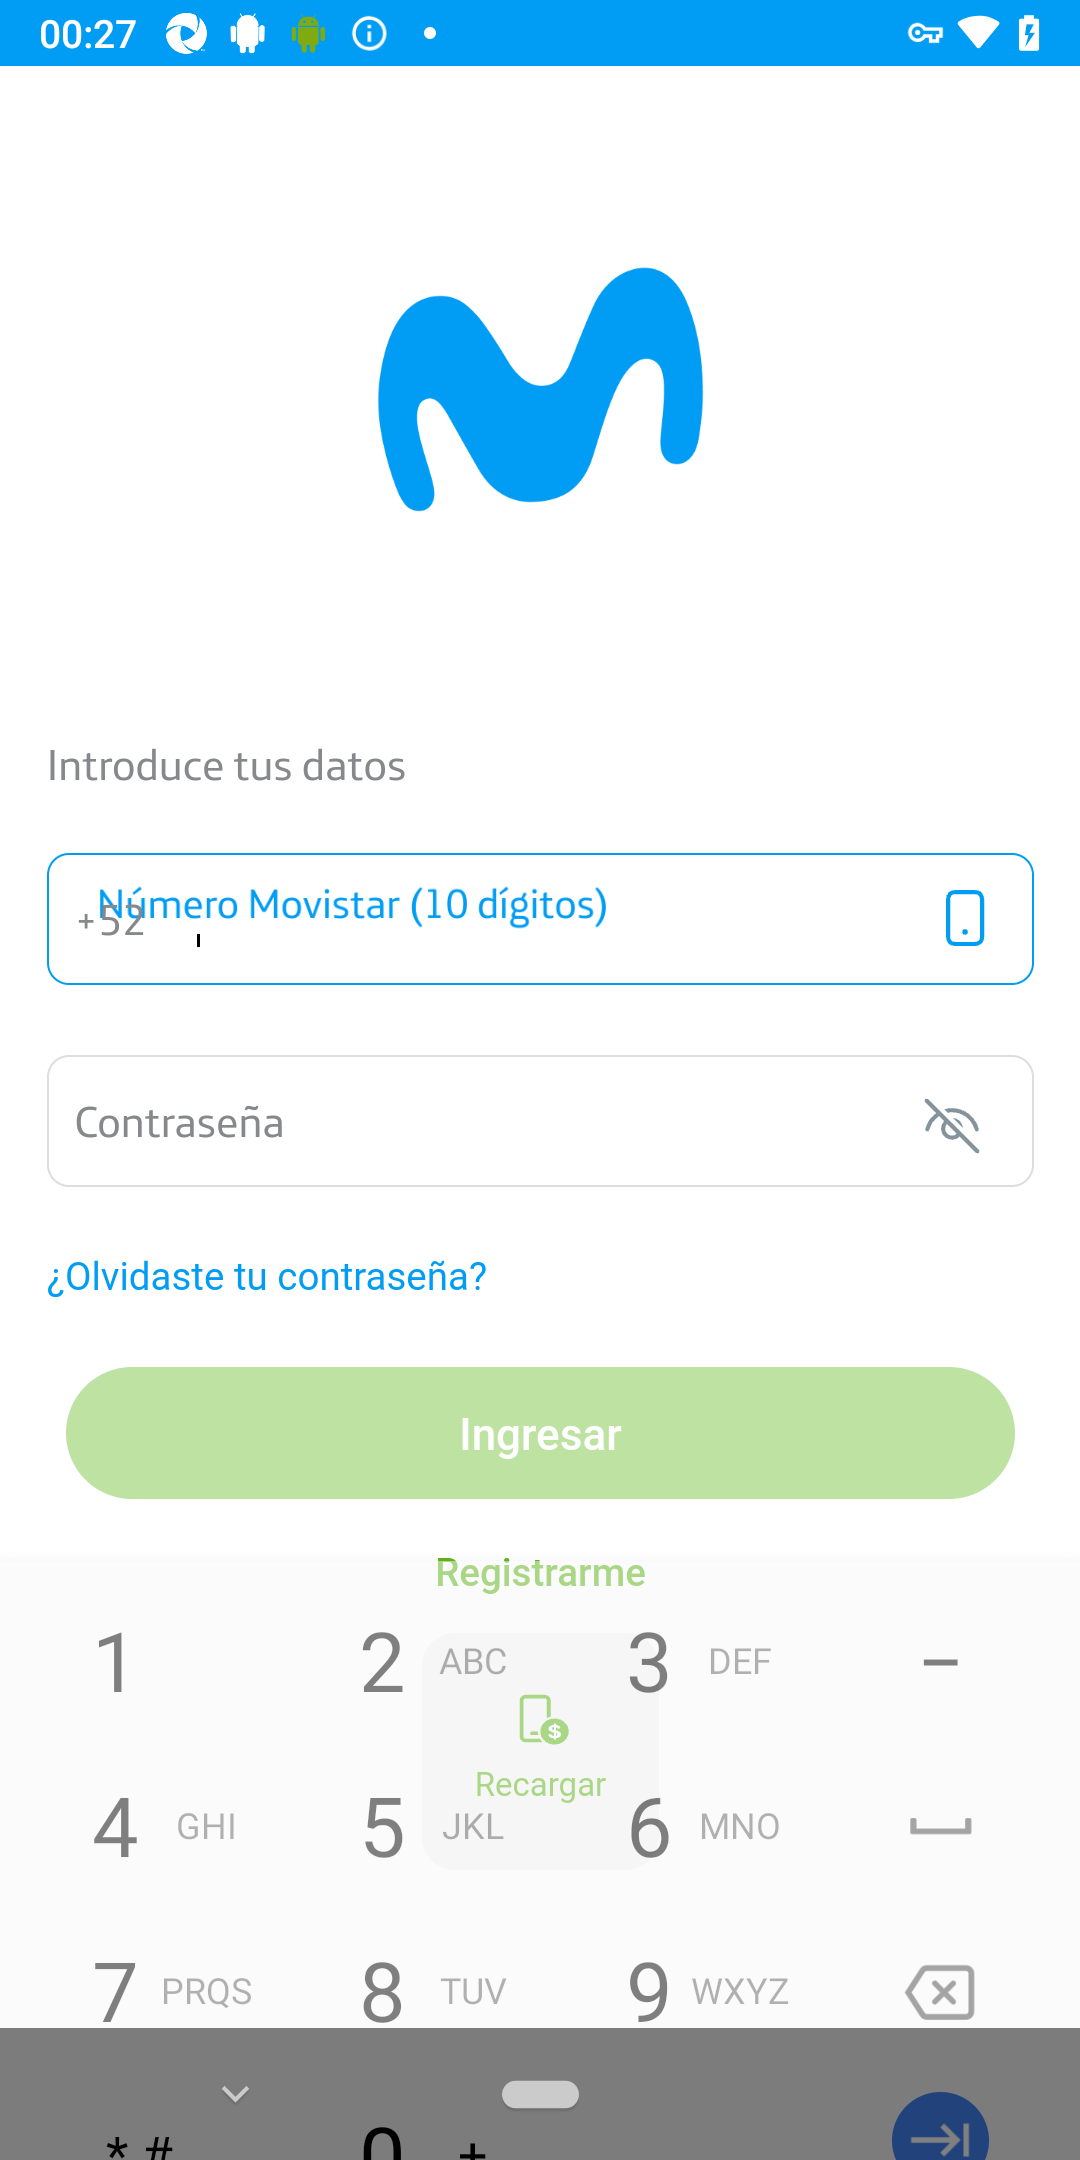 00:27
Introduce tus datos
Número Movistar (10 dígitos)
+52
Contraseña
¿Olvidaste tu contraseña?
Ingresar
Registrarme
1 2 ABC 3 DEF –
Recargar
4 GHI 5 JKL 6 MNO
7 PRQS 8 TUV 9 WXYZ
* # 0 +